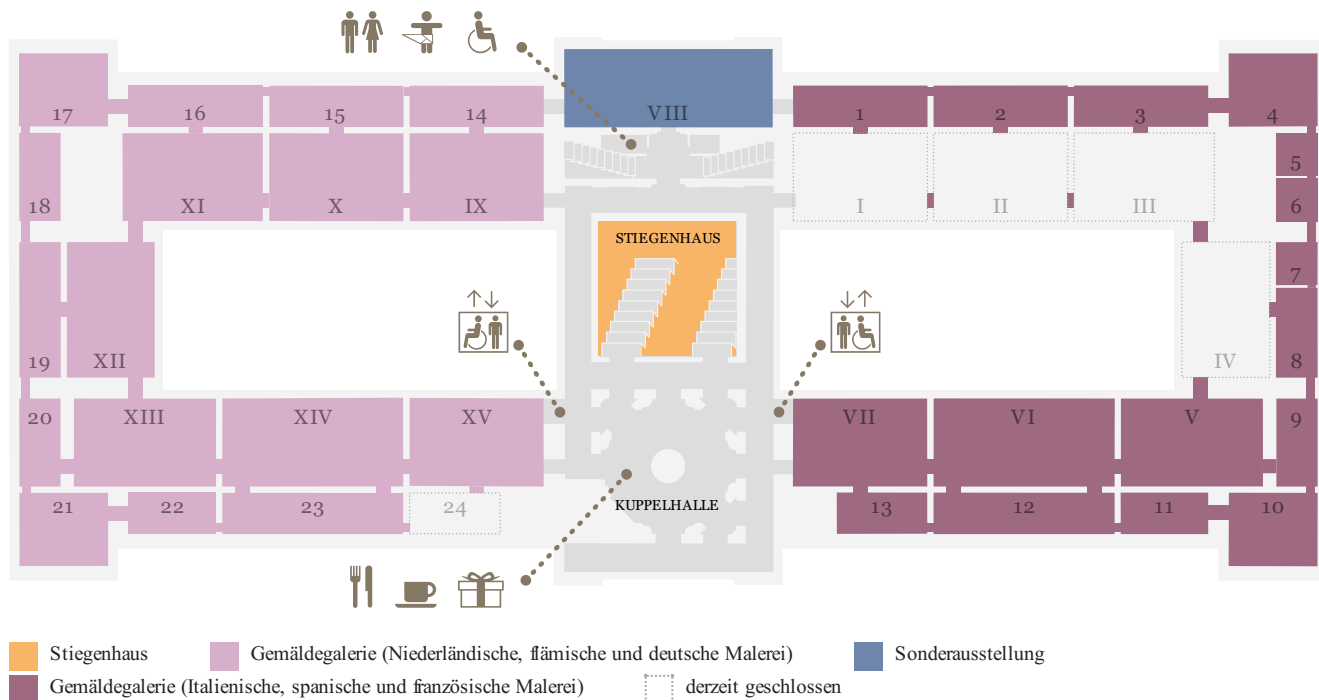 VIII
17 16 15 14 1 2 3 4
5
18 XI X IX I II III 6
STIEGENHAUS
7
19 XII IV 8
20 XIII XIV XV VII VI V 9
21 22 23 24 KUPPELHALLE 13 12 11 10
Stiegenhaus Gemäldegalerie (Niederländische, flämische und deutsche Malerei) Sonderausstellung
Gemäldegalerie (Italienische, spanische und französische Malerei) derzeit geschlossen